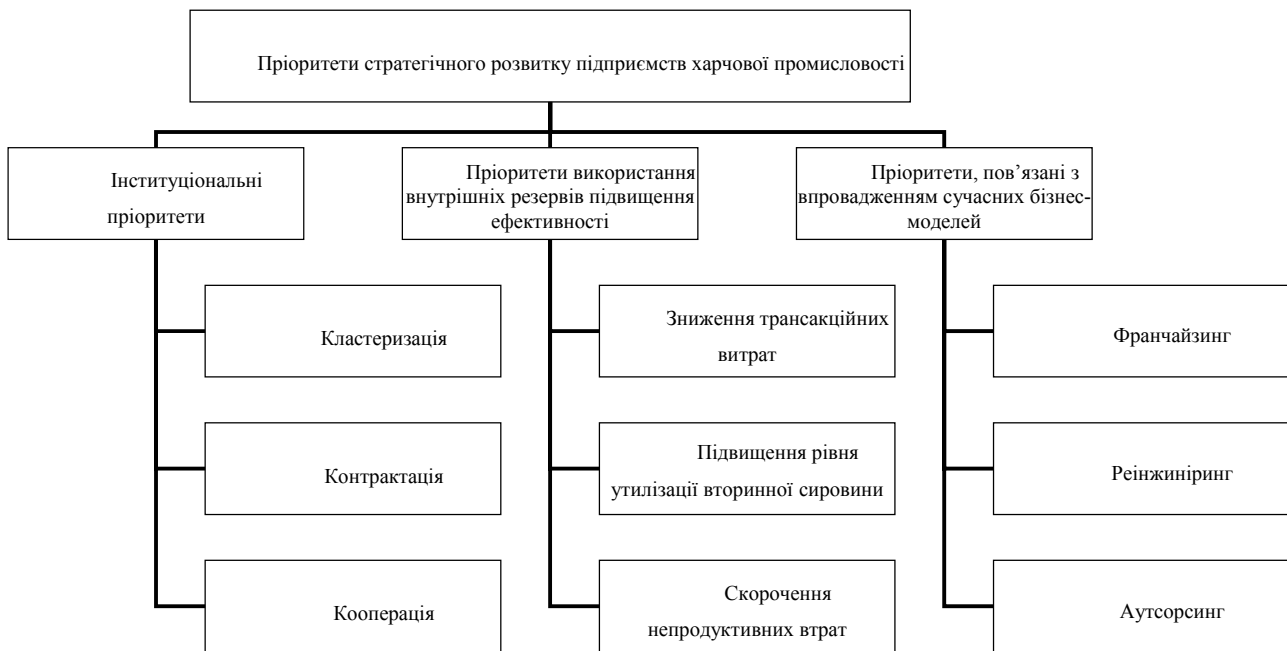 Пріоритети стратегічного розвитку підприємств харчової промисловості
Інституціональні
пріоритети
Пріоритети використання
внутрішніх резервів підвищення
ефективності
Пріоритети, пов’язані з
впровадженням сучасних бізнес-
моделей
Кластеризація
Зниження трансакційних
витрат
Франчайзинг
Контрактація
Підвищення рівня
утилізації вторинної сировини
Реінжиніринг
Кооперація
Скорочення
непродуктивних втрат
Аутсорсинг